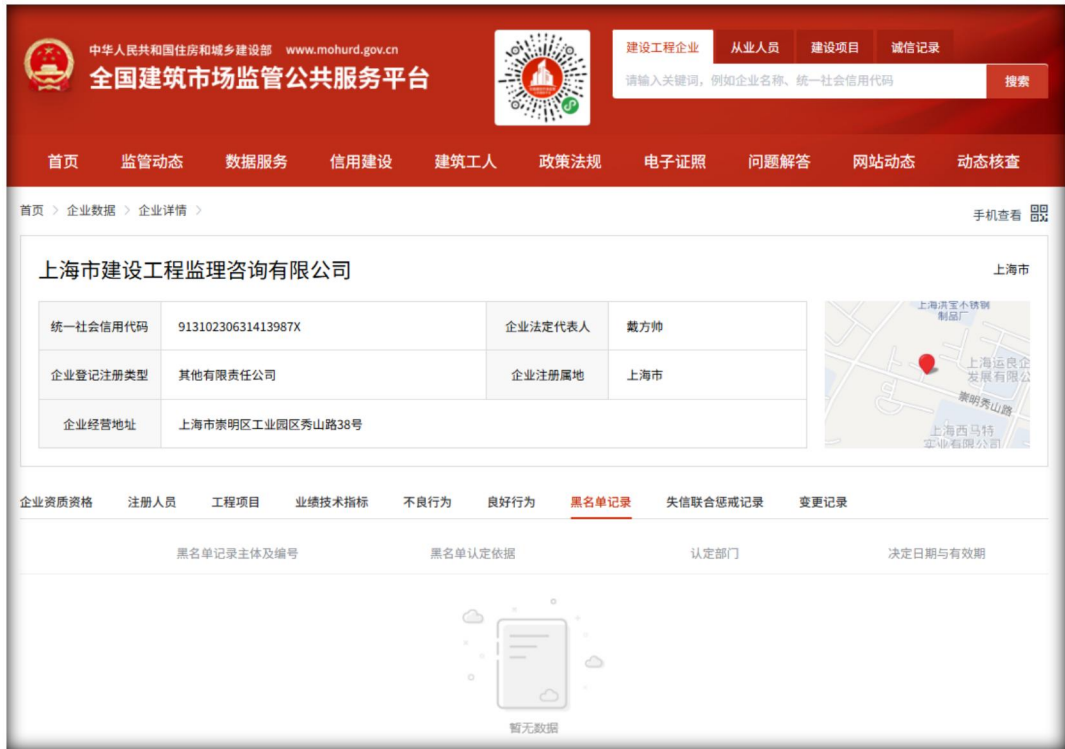 中华人民共和国住房和城乡建设部 www.mohurd.gov.cn
全国建筑市场监管公共服务平台
建设工程企业 从业人员 建设项目 诚信记录
请输入关键词，例如企业名称、统一社会信用代码 搜索
首页 监管动态 数据服务 信用建设 建筑工人 政策法规 电子证照 问题解答 网站动态 动态核查
首页 > 企业数据 > 企业详情 >
手机查看
上海市建设工程监理咨询有限公司
上海市
统一社会信用代码 91310230631413987X 企业法定代表人 戴方帅
企业登记注册类型 其他有限责任公司 企业注册属地 上海市
企业经营地址 上海市崇明区工业园区秀山路38号
上海洪宝不锈钢
制品厂
上海运良企
发展有限公
崇明秀山路
上海西马特
实业有限公司
企业资质资格 注册人员 工程项目 业绩技术指标 不良行为 良好行为 黑名单记录 失信联合惩戒记录 变更记录
黑名单记录主体及编号 黑名单认定依据 认定部门 决定日期与有效期
暂无数据